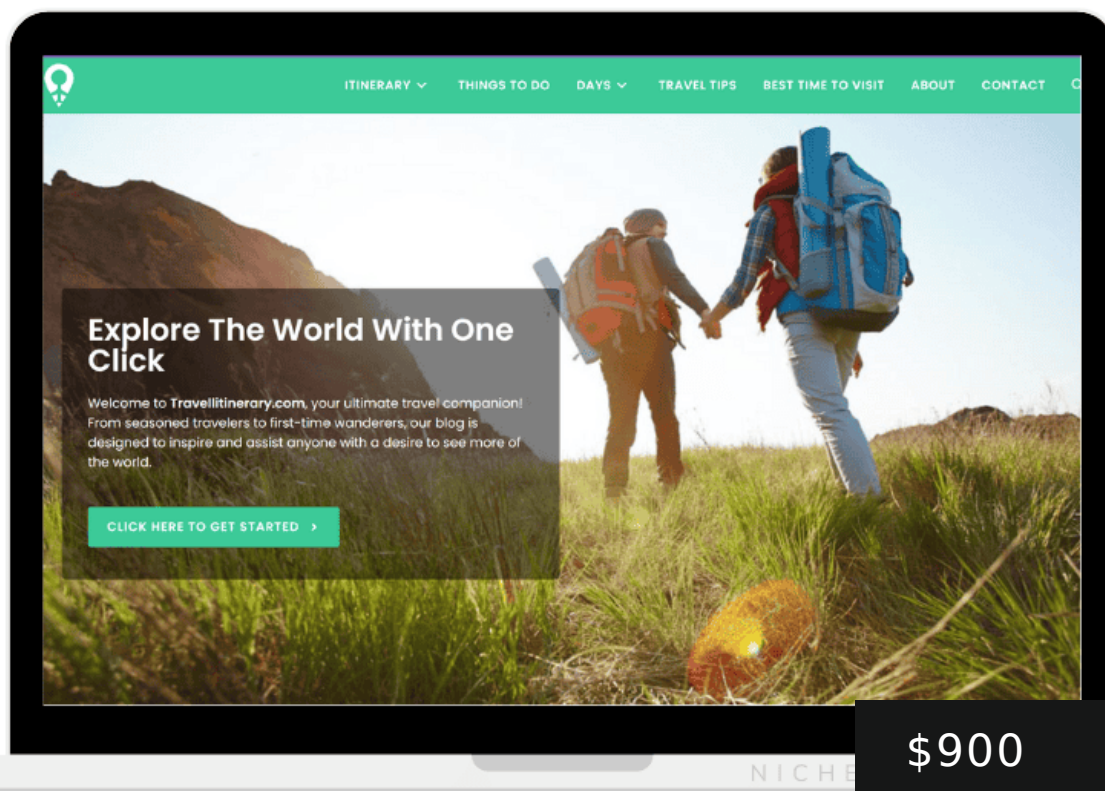 ITINERARY THINGS TO DO DAYS TRAVEL TIPS BEST TIME TO VISIT ABOUT CONTACT
Explore The World With One
Click
Welcome to Travellitinerary.com, your ultimate travel companion!
From seasoned travelers to first-time wanderers, our blog is
designed to inspire and assist anyone with a desire to see more of
the world.
CLICK HERE TO GET STARTED
NICHE
$900